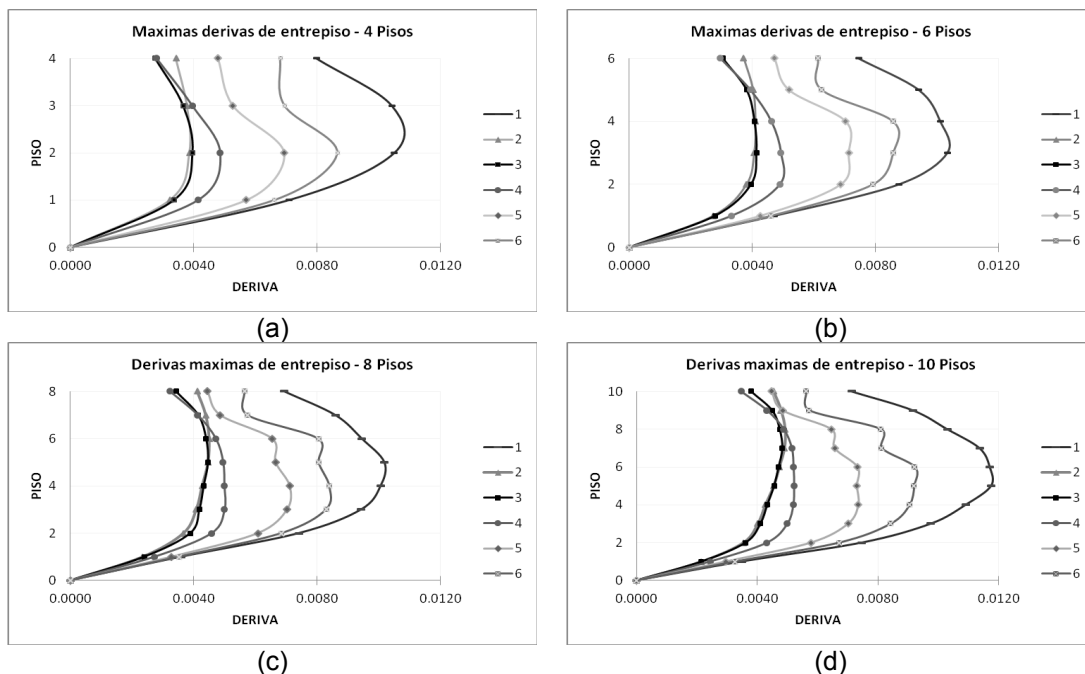 Maximas derivas de entrepiso - 4 Pisos
4
3
2
1
0
PISO
0.0000 0.0040 0.0080 0.0120
DERIVA
1
2
3
4
5
6
(a)
Maximas derivas de entrepiso - 6 Pisos
6
4
2
0
PISO
0.0000 0.0040 0.0080 0.0120
DERIVA
1
2
3
4
5
6
(b)
Derivas maximas de entrepiso - 8 Pisos
8
6
4
2
0
PISO
0.0000 0.0040 0.0080 0.0120
DERIVA
1
2
3
4
5
6
(c)
Derivas maximas de entrepiso - 10 Pisos
10
8
6
4
2
0
PISO
0.0000 0.0040 0.0080 0.0120
DERIVA
1
2
3
4
5
6
(d)